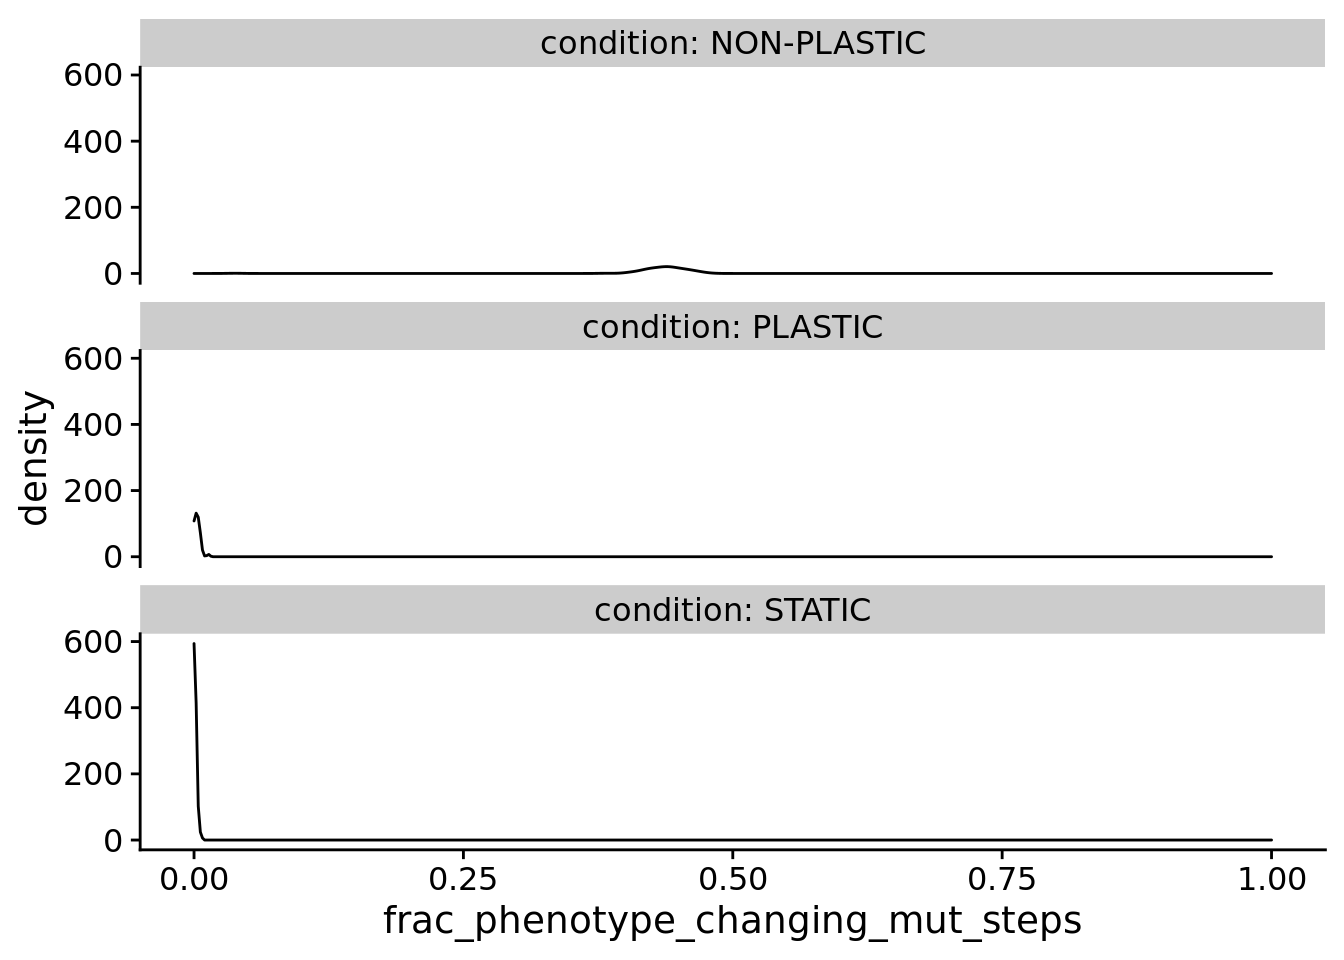 condition: NON-PLASTIC
600
400
200
0
condition: PLASTIC
600
400
200
0
condition: STATIC
600
400
200
0
density
0.00 0.25 0.50 0.75 1.00
frac_phenotype_changing_mut_steps